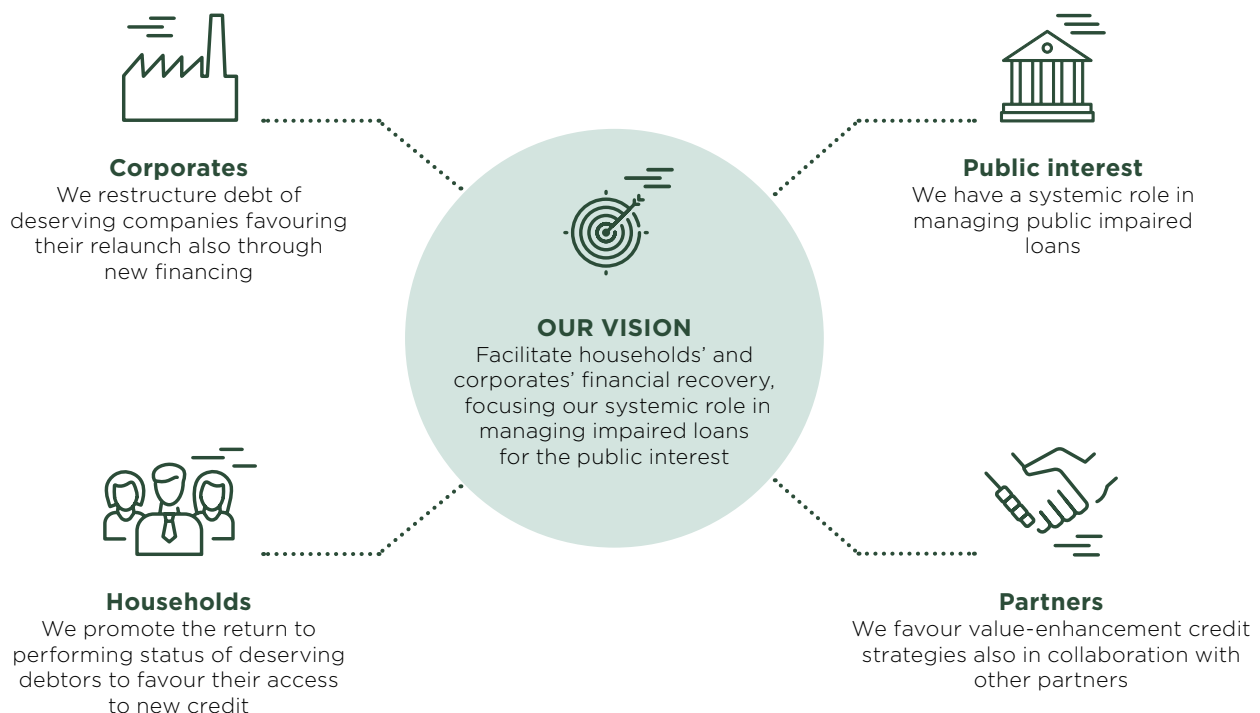 Corporates
We restructure debt of
deserving companies favouring
their relaunch also through
new financing
Public interest
We have a systemic role in
managing public impaired
loans
OUR VISION
Facilitate households’ and
corporates’ financial recovery,
focusing our systemic role in
managing impaired loans
for the public interest
Households
We promote the return to
performing status of deserving
debtors to favour their access
to new credit
Partners
We favour value-enhancement credit
strategies also in collaboration with
other partners